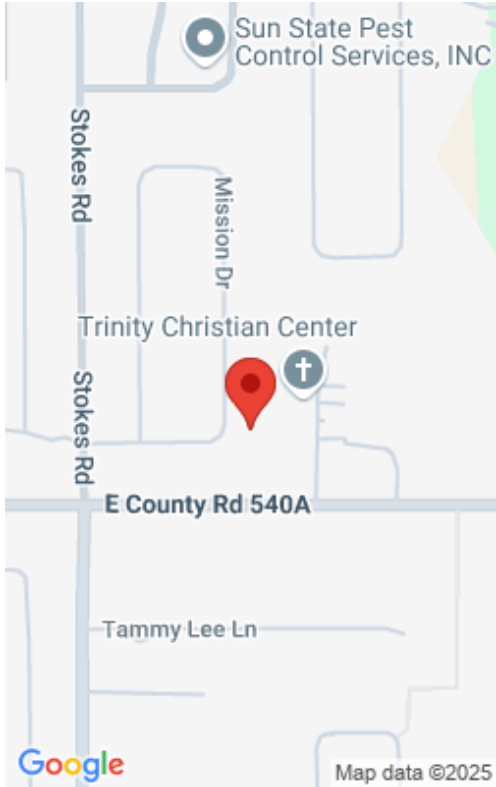 Sun State Pest
Control Services, INC
Stokes Rd
Mission Dr
Trinity Christian Center
Stokes Rd
E County Rd 540A
Tammy Lee Ln
Google
Map data ©2025